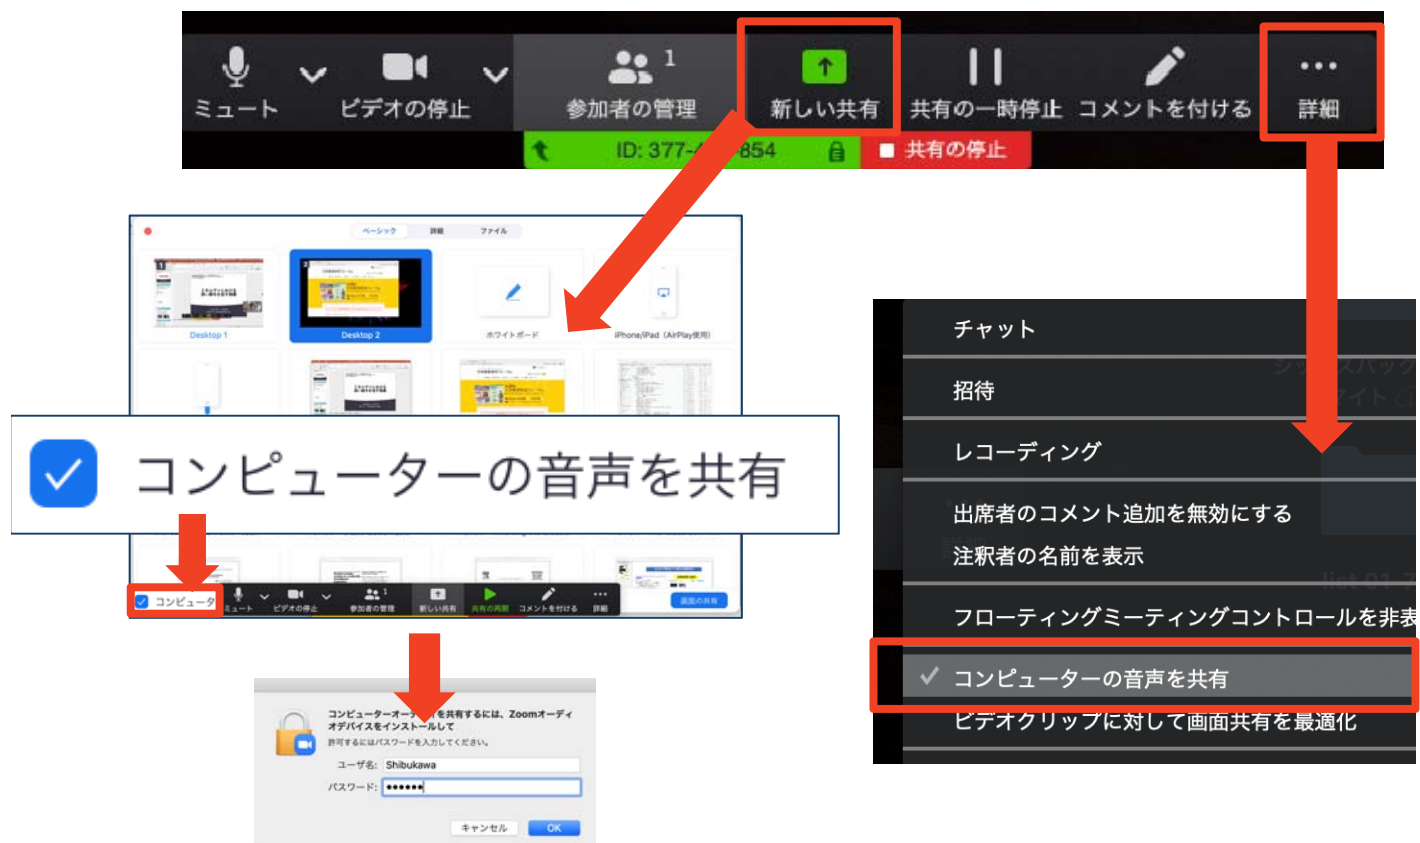 1
ミュート
ビデオの停止
参加者の管理
新しい共有
共有の一時停止
コメントを付ける
詳細
共有の停止
ベーシック
詳細
ファイル
1
2
Desktop 1
Desktop 2
ホワイトボード
iPhone/iPad（AirPlay使用）
コンピューターの音声を共有
コンピュータ
ミュート
ビデオの停止
1
参加者の管理
新しい共有
共有の再開
コメントを付ける
詳細
画面の共有
を共有するには、Zoomオーディ
オデバイスをインストールして
許可するにはパスワードを入力してください。
ユーザ名: Shibukawa
パスワード: ••••••
キャンセル
OK
チャット
招待
レコーディング
出席者のコメント追加を無効にする
注釈者の名前を表示
フローティングミーティングコントロールを非表
コンピューターの音声を共有
ビデオクリップに対して画面共有を最適化